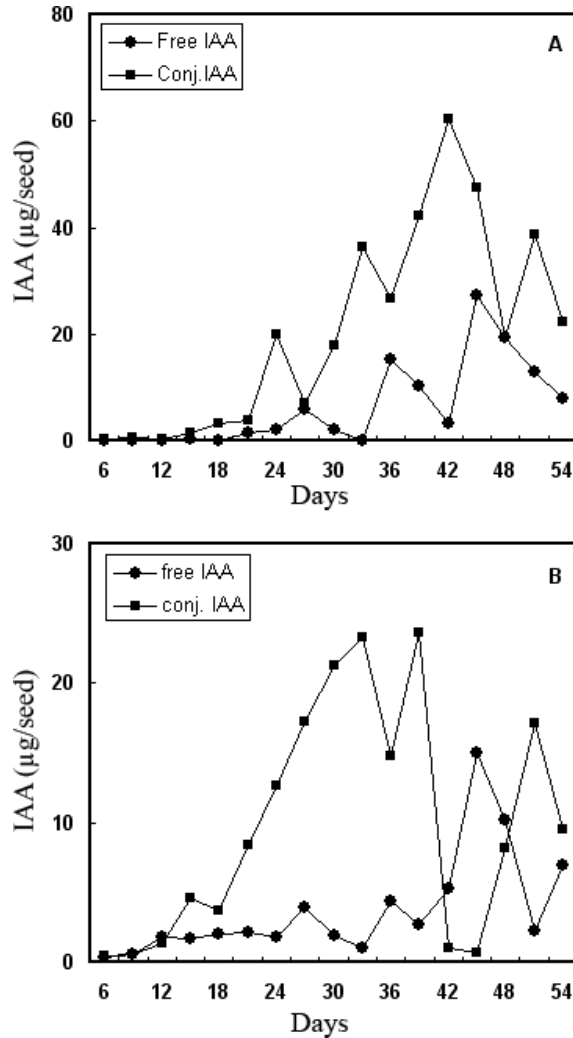 80
A
Free IAA
Conj.IAA
60
40
20
0
IAA (µg/seed)
6 12 18 24 30 36 42 48 54
Days
30
B
free IAA
conj. IAA
20
10
0
IAA (µg/seed)
6 12 18 24 30 36 42 48 54
Days